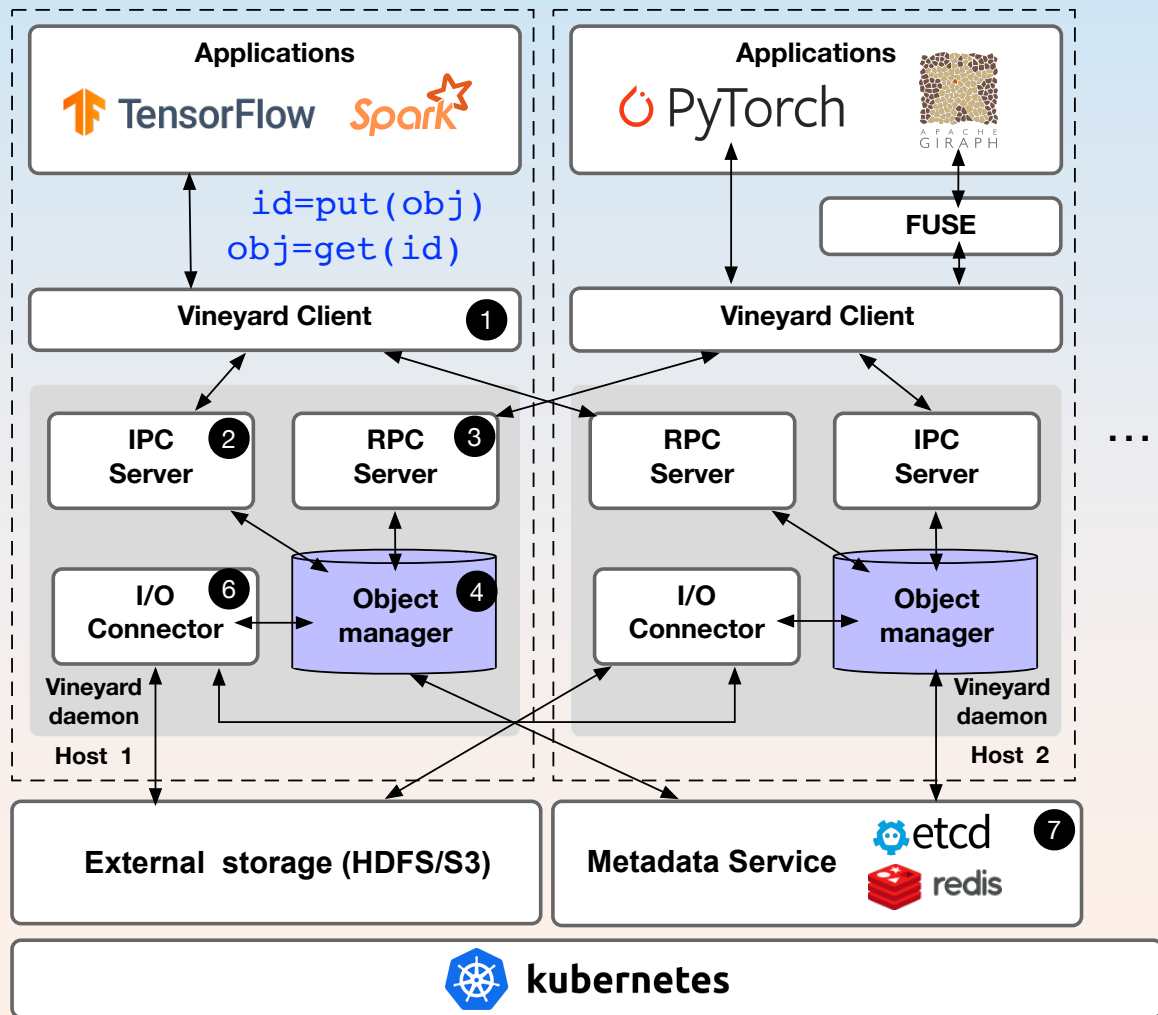 Applications
TensorFlow
Spark
id=put(obj)
obj=get(id)
Vineyard Client
1
IPC
Server
2
RPC
Server
3
I/O
Connector
6
Object
manager
4
Vineyard
daemon
Host 1
Applications
PyTorch
APACHE
GIRAPH
FUSE
Vineyard Client
RPC
Server
IPC
Server
I/O
Connector
Object
manager
Vineyard
daemon
Host 2
...
External storage (HDFS/S3)
Metadata Service
etcd
redis
7
kubernetes